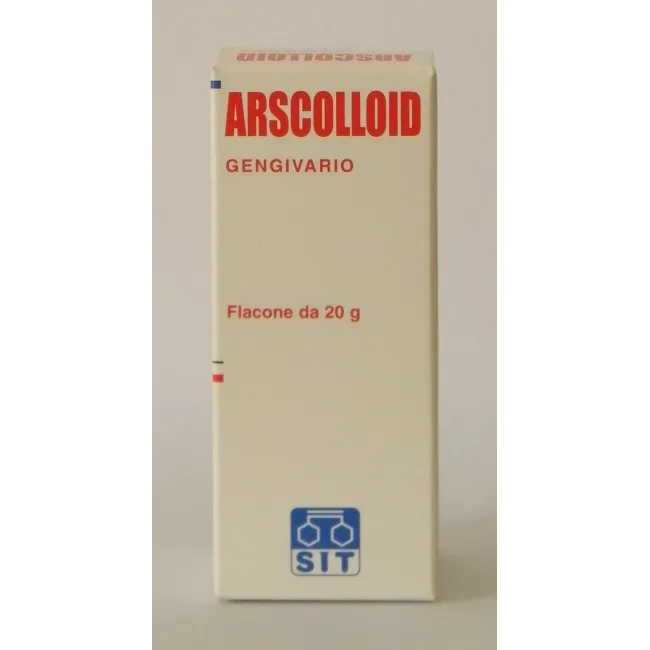 ARSCOLLOID
ARSCOLLOID
GENGIVARIO
Flacone da 20 g
SIT